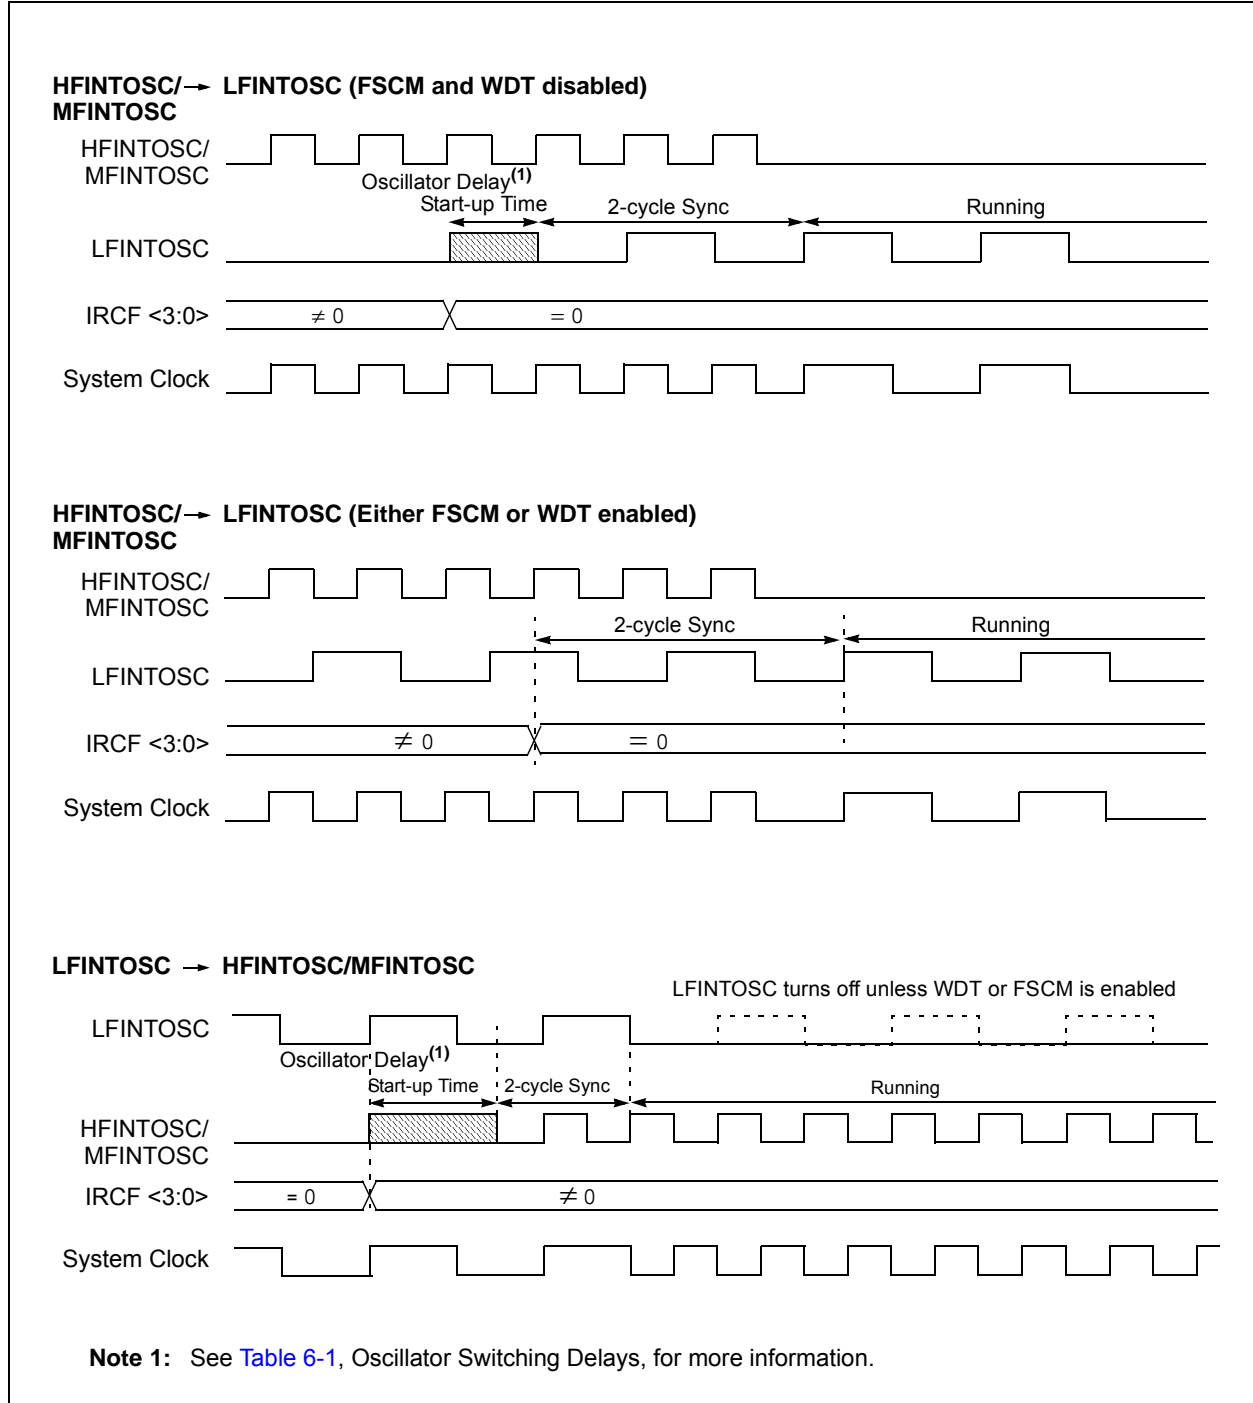 HFINTOSC/→ LFINTOSC (FSCM and WDT disabled)
MFINTOSC
HFINTOSC/
MFINTOSC
Oscillator Delay(1)
Start-up Time
2-cycle Sync
Running
LFINTOSC
IRCF <3:0>
≠ 0
= 0
System Clock
HFINTOSC/→ LFINTOSC (Either FSCM or WDT enabled)
MFINTOSC
HFINTOSC/
MFINTOSC
2-cycle Sync
Running
LFINTOSC
IRCF <3:0>
≠ 0
= 0
System Clock
LFINTOSC → HFINTOSC/MFINTOSC
LFINTOSC turns off unless WDT or FSCM is enabled
LFINTOSC
Oscillator Delay(1)
Start-up Time
2-cycle Sync
Running
HFINTOSC/
MFINTOSC
IRCF <3:0>
= 0
≠ 0
System Clock
Note 1: See Table 6-1, Oscillator Switching Delays, for more information.